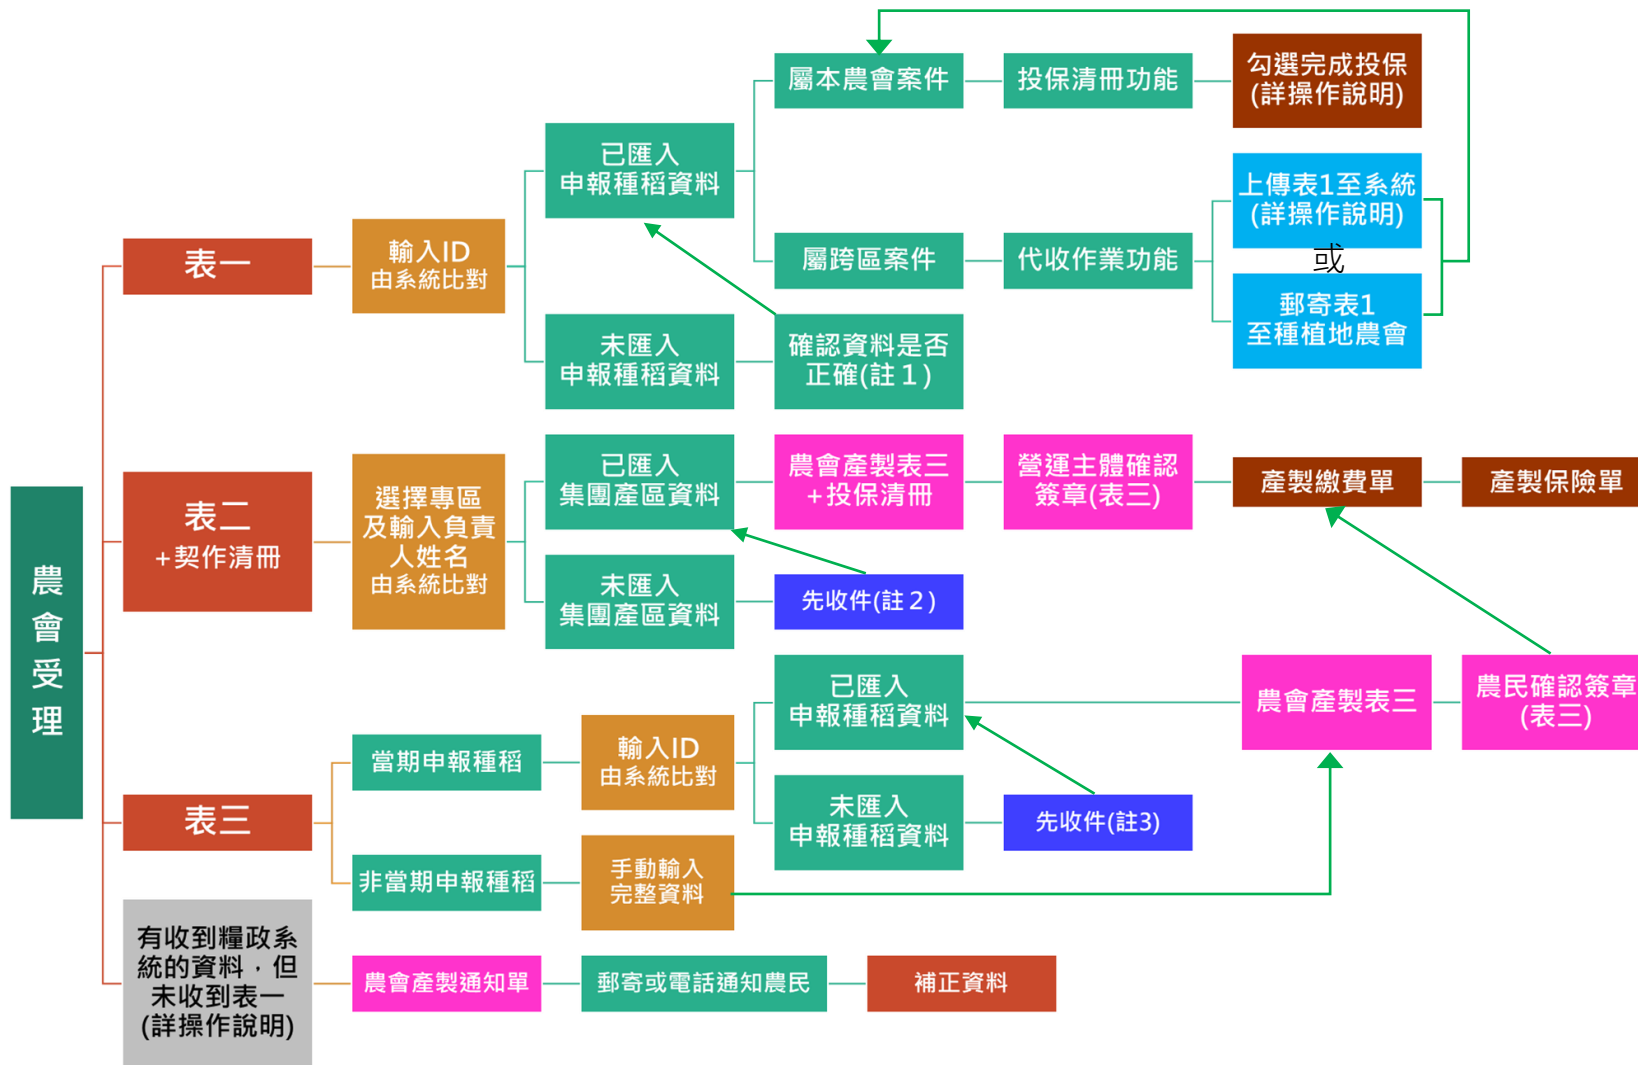 農
會
受
理
表一
輸入ID
由系統比對
已匯入
申報種稻資料
屬本農會案件
投保清冊功能
勾選完成投保
(詳操作說明)
屬跨區案件
代收作業功能
上傳表1至系統
(詳操作說明)
或
郵寄表1
至種植地農會
未匯入
申報種稻資料
確認資料是否
正確(註１)
表二
+契作清冊
選擇專區
及輸入負責
人姓名
由系統比對
已匯入
集團產區資料
農會產製表三
+投保清冊
營運主體確認
簽章(表三)
產製繳費單
產製保險單
未匯入
集團產區資料
先收件(註２)
表三
當期申報種稻
輸入ID
由系統比對
已匯入
申報種稻資料
農會產製表三
農民確認簽章
(表三)
未匯入
申報種稻資料
先收件(註3)
非當期申報種稻
手動輸入
完整資料
有收到糧政系
統的資料，但
未收到表一
(詳操作說明)
農會產製通知單
郵寄或電話通知農民
補正資料